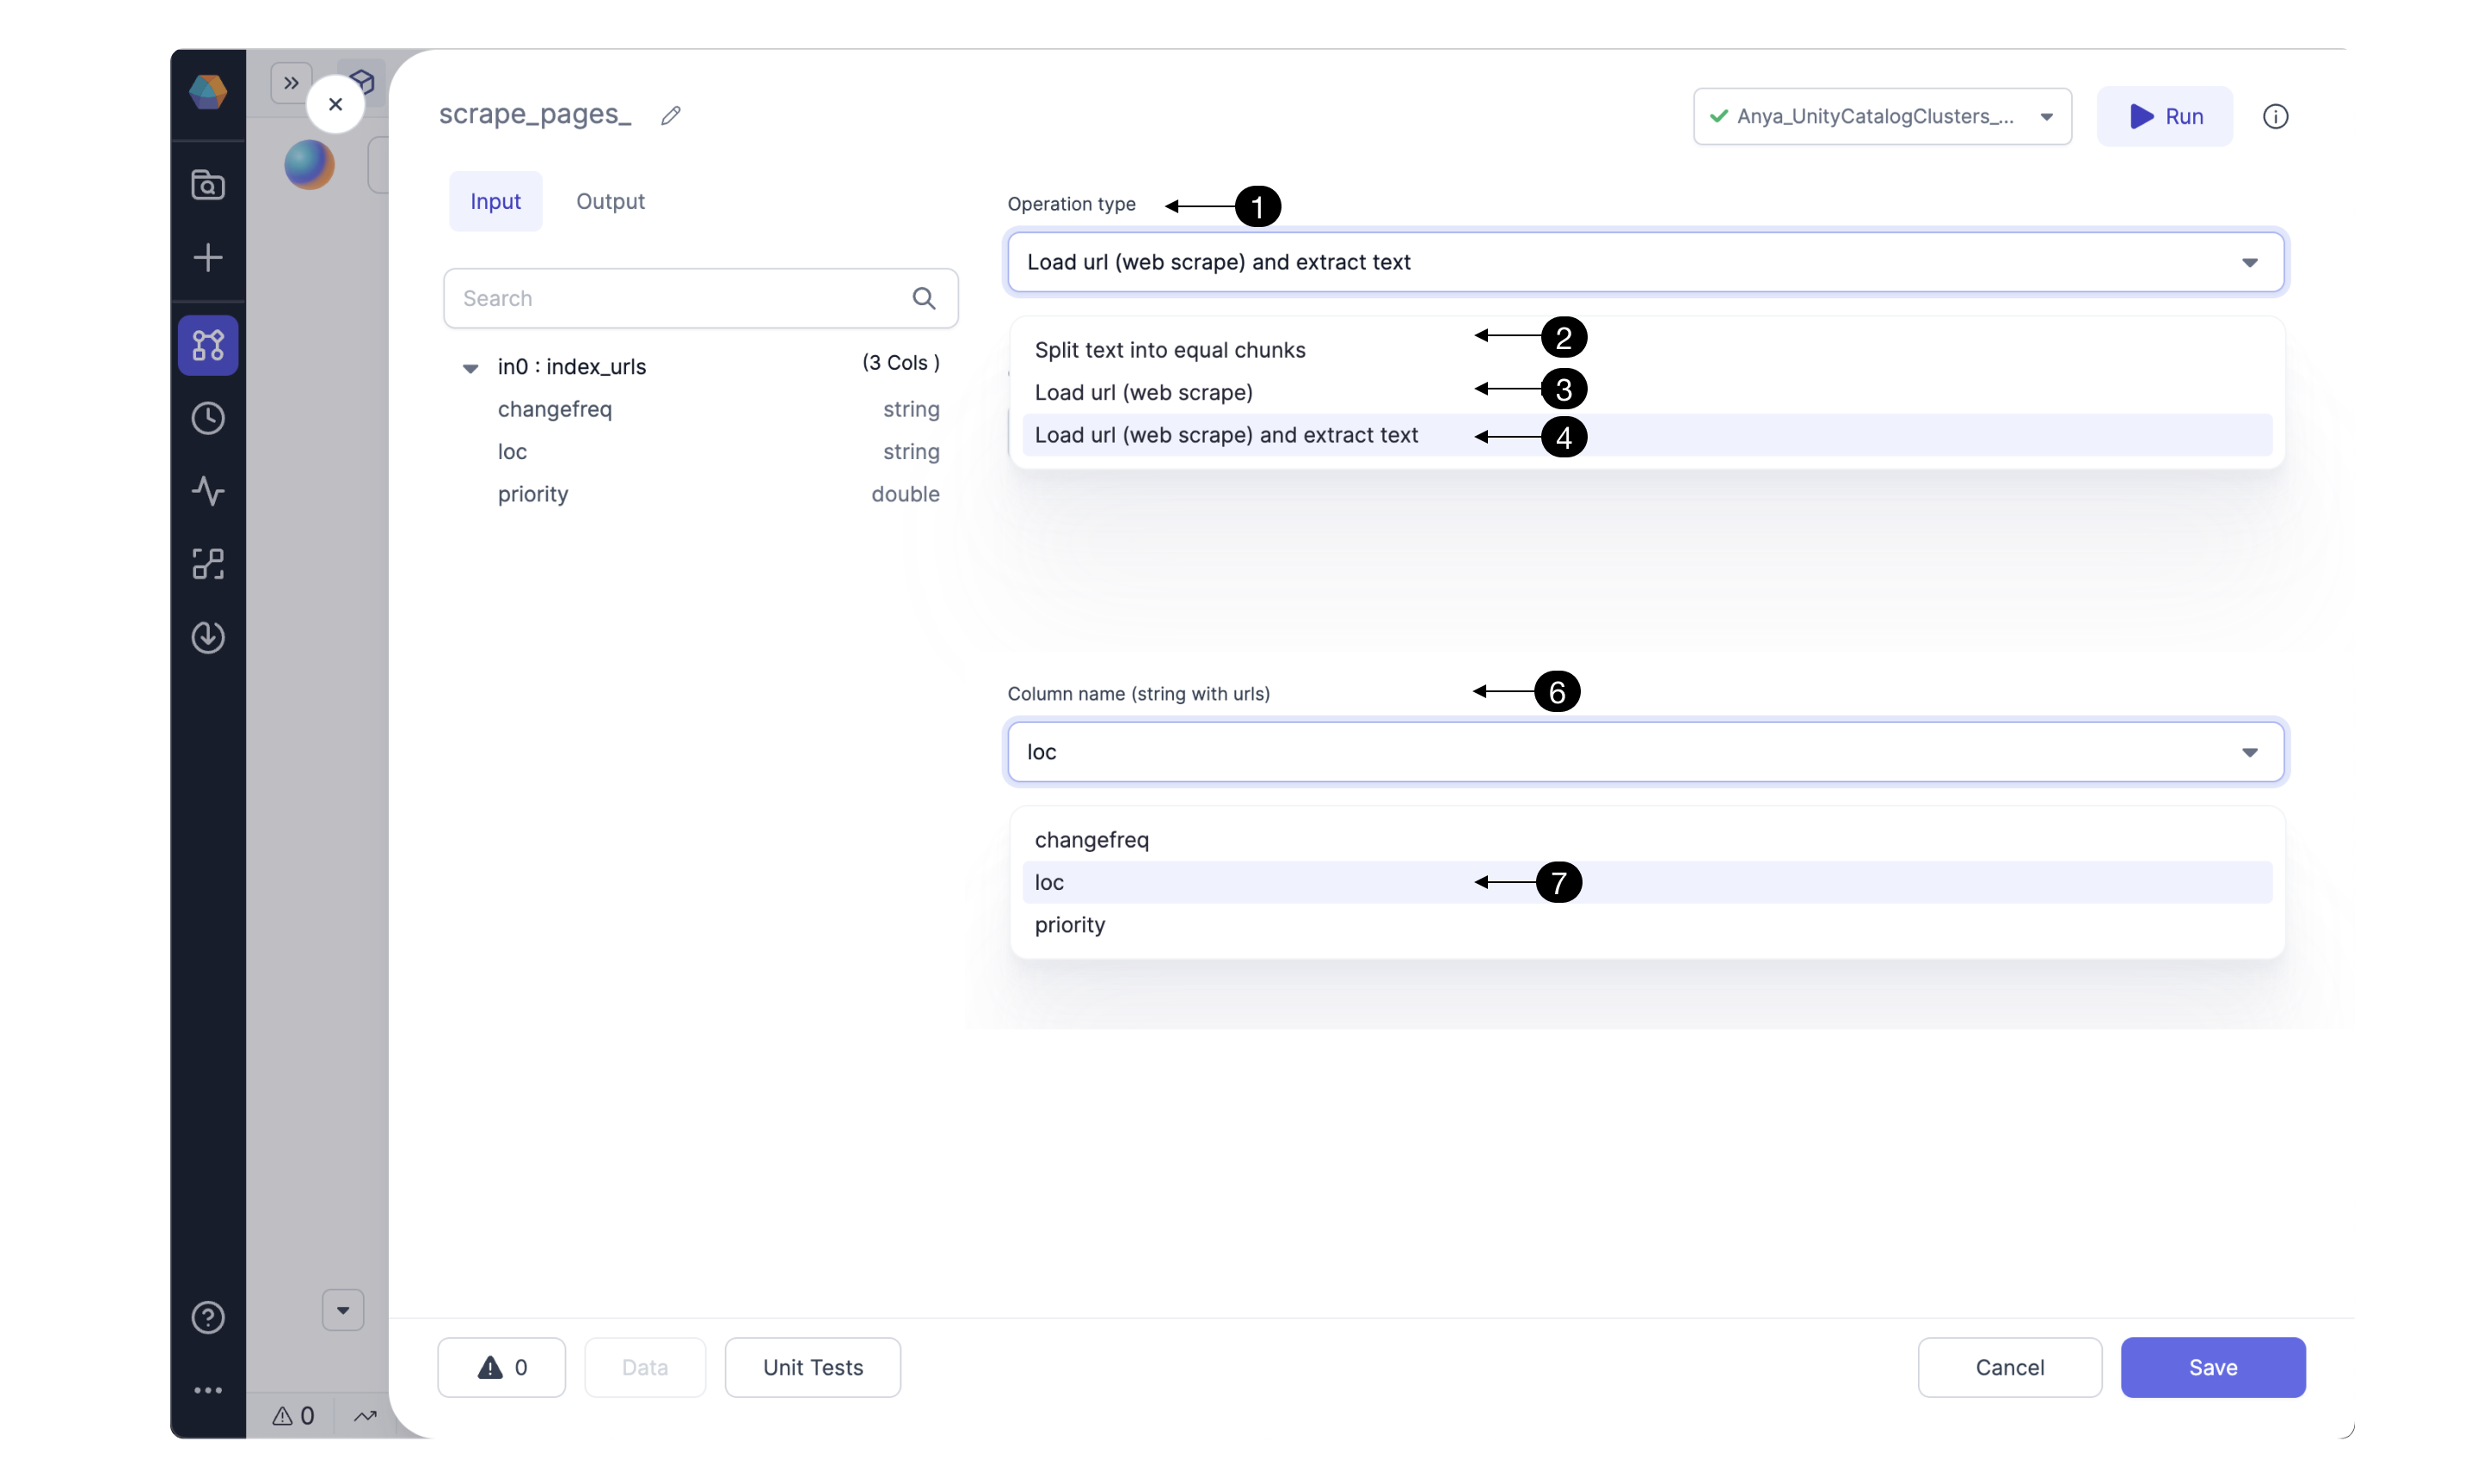 scrape_pages_
Anya_UnityCatalogClusters_...
Run
Input
Output
Search
in0 : index_urls
(3 Cols )
changefreq
string
loc
string
priority
double
Operation type
1
Load url (web scrape) and extract text
Split text into equal chunks
2
Load url (web scrape)
3
Load url (web scrape) and extract text
4
Column name (string with urls)
6
loc
changefreq
loc
7
priority
0
Data
Unit Tests
Cancel
Save
0